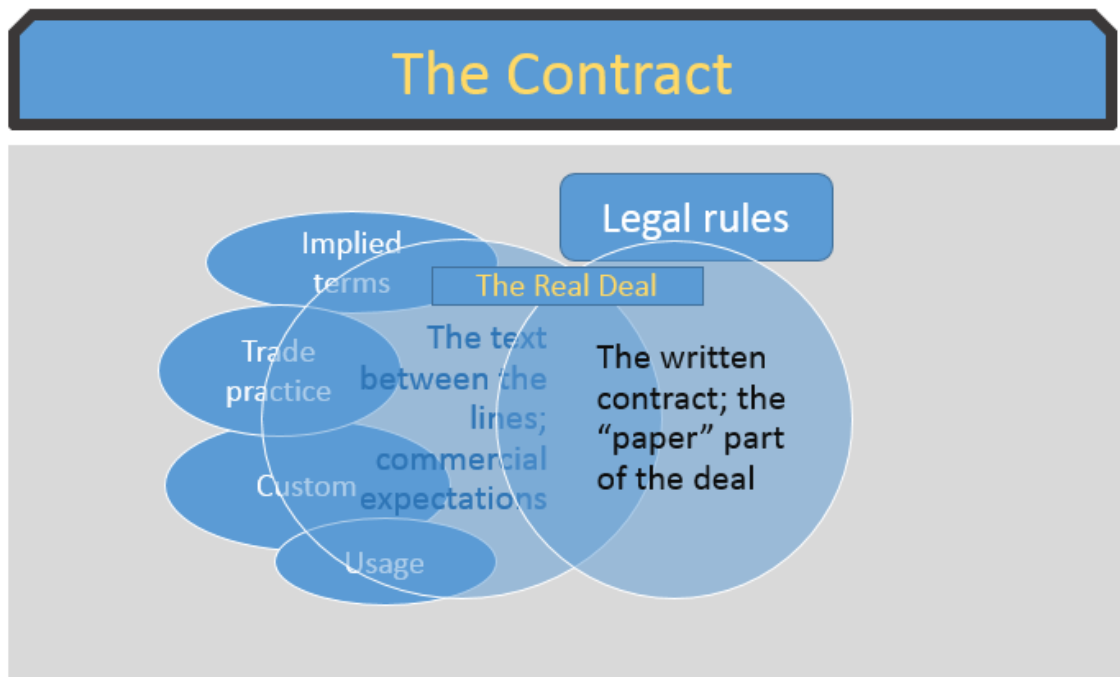 The Contract
Legal rules
Implied
terms
The Real Deal
Trade
practice
Custom
Usage
The text
between the
lines;
commercial
expectations
The written
contract; the
“paper” part
of the deal